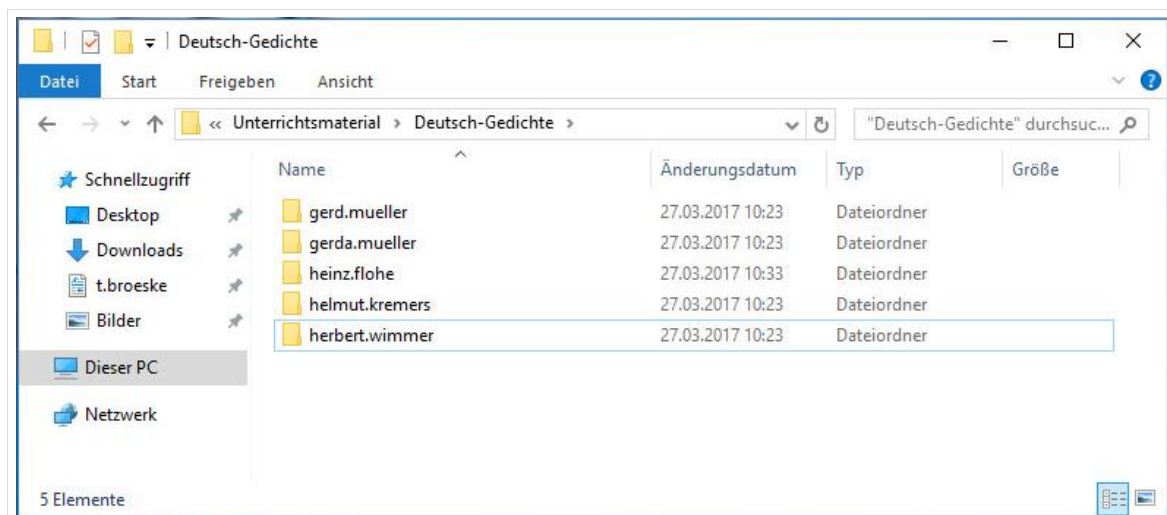 Deutsch-Gedichte
Datei Start Freigeben Ansicht
« Unterrichtsmaterial > Deutsch-Gedichte > "Deutsch-Gedichte" durchsuc...
Name Änderungsdatum Typ Größe
Schnellzugriff
Desktop
Downloads
t.broeske
Bilder
Dieser PC
Netzwerk
gerd.mueller 27.03.2017 10:23 Dateiordner
gerda.mueller 27.03.2017 10:23 Dateiordner
heinz.flohe 27.03.2017 10:33 Dateiordner
helmut.kremers 27.03.2017 10:23 Dateiordner
herbert.wimmer 27.03.2017 10:23 Dateiordner
5 Elemente